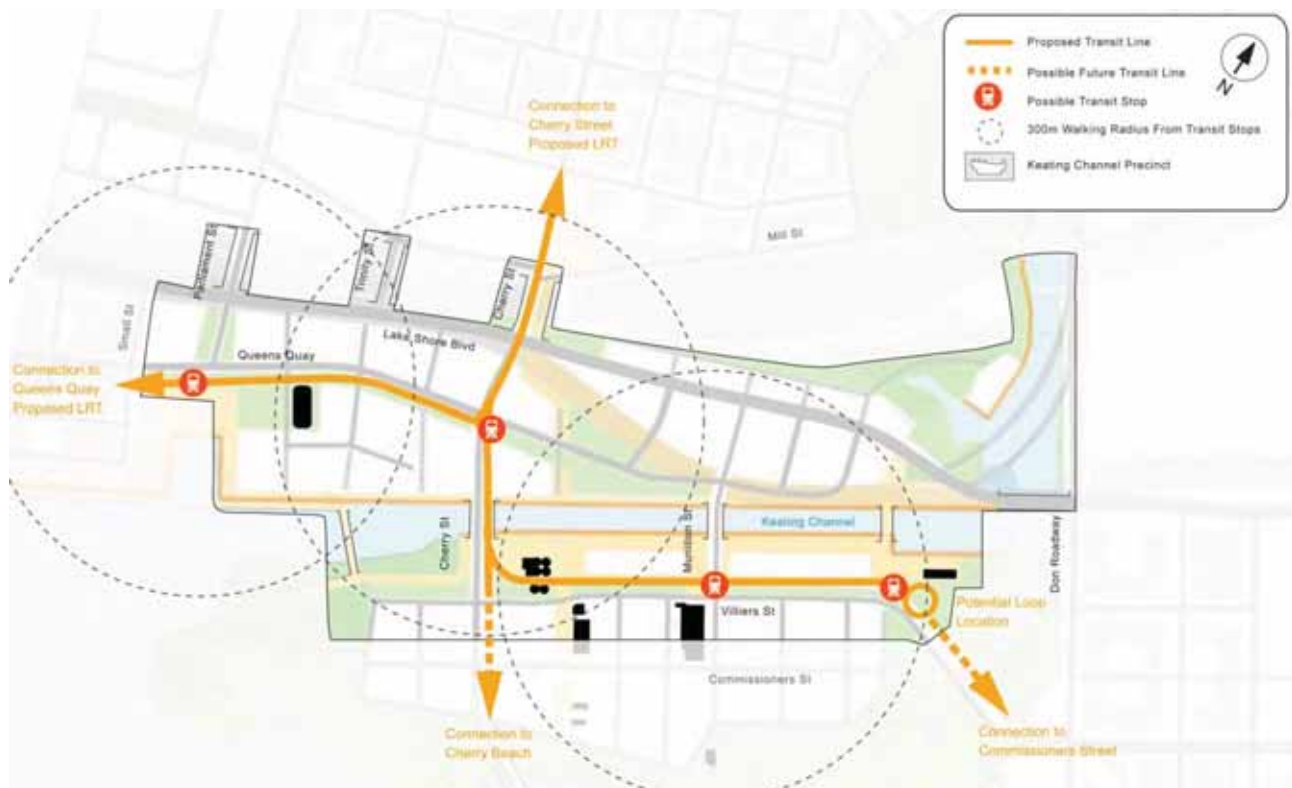 Proposed Transit Line
Possible Future Transit Line
Possible Transit Stop
300m Walking Radius From Transit Stops
Keating Channel Precinct
N
Connection to
Cherry Street
Proposed LRT
Mill St
Parliament St
Trinity St
Cherry St
Small St
Lake Shore Blvd
Queens Quay
Connection to
Queens Quay
Proposed LRT
Cherry St
Munition St
Keating Channel
Don Roadway
Villiers St
Potential Loop
Location
Commissioners St
Connection to
Cherry Beach
Connection to
Commissioners Street